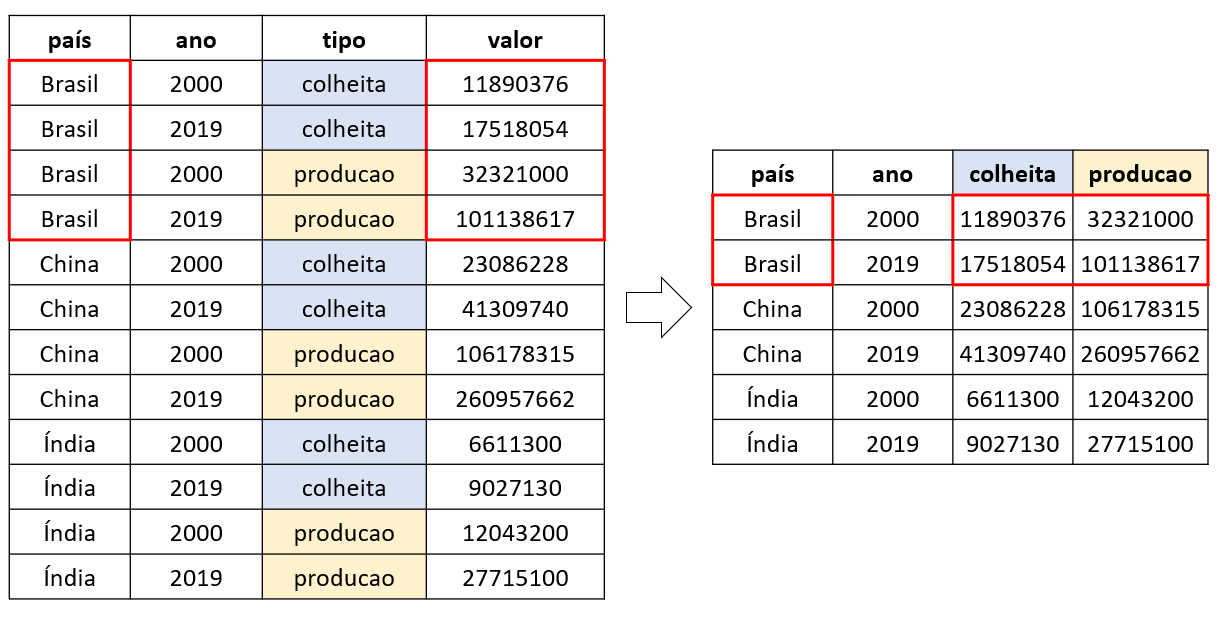 país ano tipo valor
Brasil 2000 colheita 11890376
Brasil 2019 colheita 17518054
Brasil 2000 producao 32321000
Brasil 2019 producao 101138617
China 2000 colheita 23086228
China 2019 colheita 41309740
China 2000 producao 106178315
China 2019 producao 260957662
Índia 2000 colheita 6611300
Índia 2019 colheita 9027130
Índia 2000 producao 12043200
Índia 2019 producao 27715100
país ano colheita producao
Brasil 2000 11890376 32321000
Brasil 2019 17518054 101138617
China 2000 23086228 106178315
China 2019 41309740 260957662
Índia 2000 6611300 12043200
Índia 2019 9027130 27715100